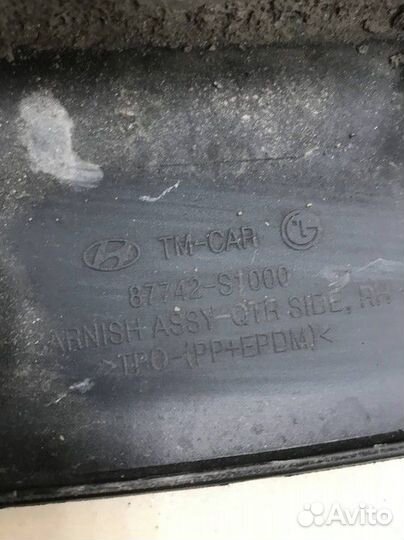 TM-CAR
87742-S1000
ARNISH ASSY-QTR SIDE, RH
>TPO-(PP+EPDM)<
Avito